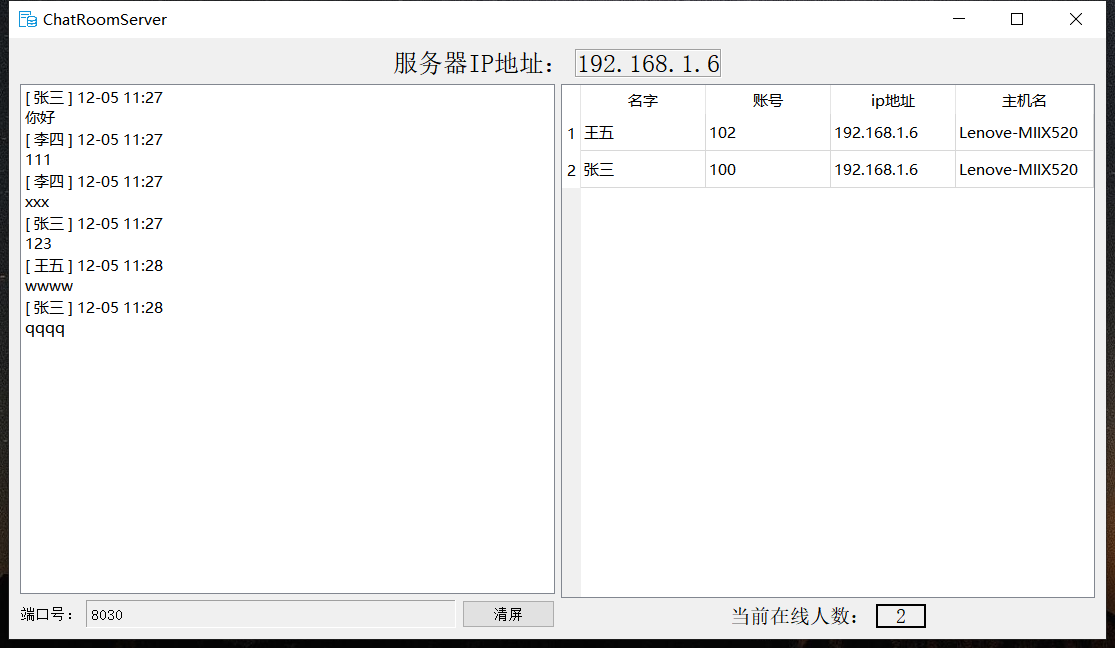 ChatRoomServer
服务器IP地址： 192.168.1.6
[ 张三 ] 12-05 11:27
你好
[ 李四 ] 12-05 11:27
111
[ 李四 ] 12-05 11:27
xxx
[ 张三 ] 12-05 11:27
123
[ 王五 ] 12-05 11:28
wwww
[ 张三 ] 12-05 11:28
qqqq
名字 账号 ip地址 主机名
1 王五 102 192.168.1.6 Lenove-MIIX520
2 张三 100 192.168.1.6 Lenove-MIIX520
端口号： 8030 清屏
当前在线人数： 2